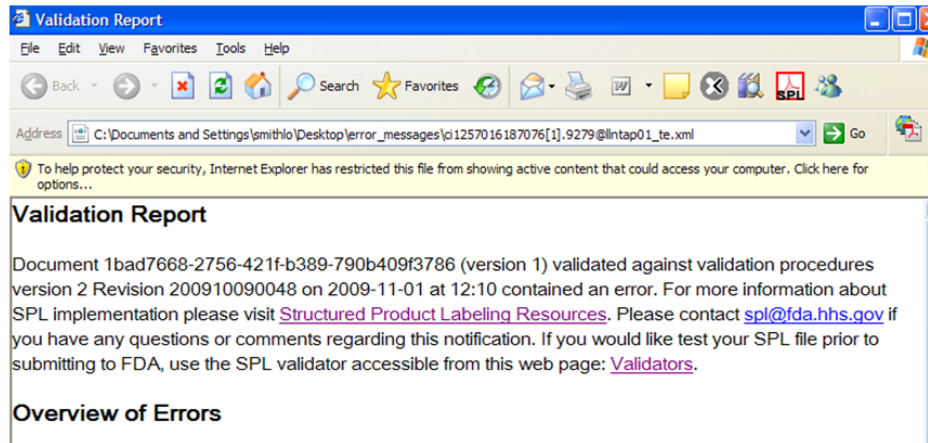 Validation Report
File Edit View Favorites Tools Help
Back Search Favorites SPL
Address C:\Documents and Settings\smithlo\Desktop\error_messages\ci1257016187076[1].9279@llntap01_te.xml Go
To help protect your security, Internet Explorer has restricted this file from showing active content that could access your computer. Click here for
options...
Validation Report
Document 1bad7668-2756-421f-b389-790b409f3786 (version 1) validated against validation procedures
version 2 Revision 200910090048 on 2009-11-01 at 12:10 contained an error. For more information about
SPL implementation please visit Structured Product Labeling Resources. Please contact spl@fda.hhs.gov if
you have any questions or comments regarding this notification. If you would like test your SPL file prior to
submitting to FDA, use the SPL validator accessible from this web page: Validators.
Overview of Errors